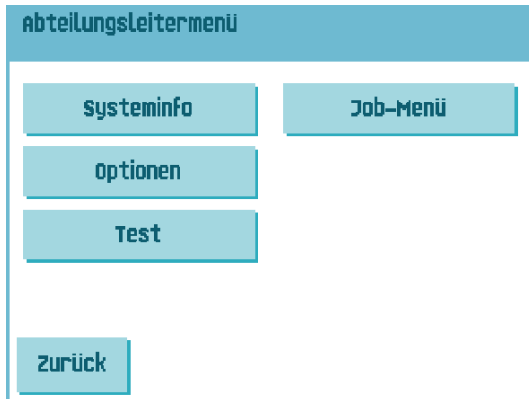 Abteilungsleitermenü
Systeminfo
Job-Menü
Optionen
Test
Zurück